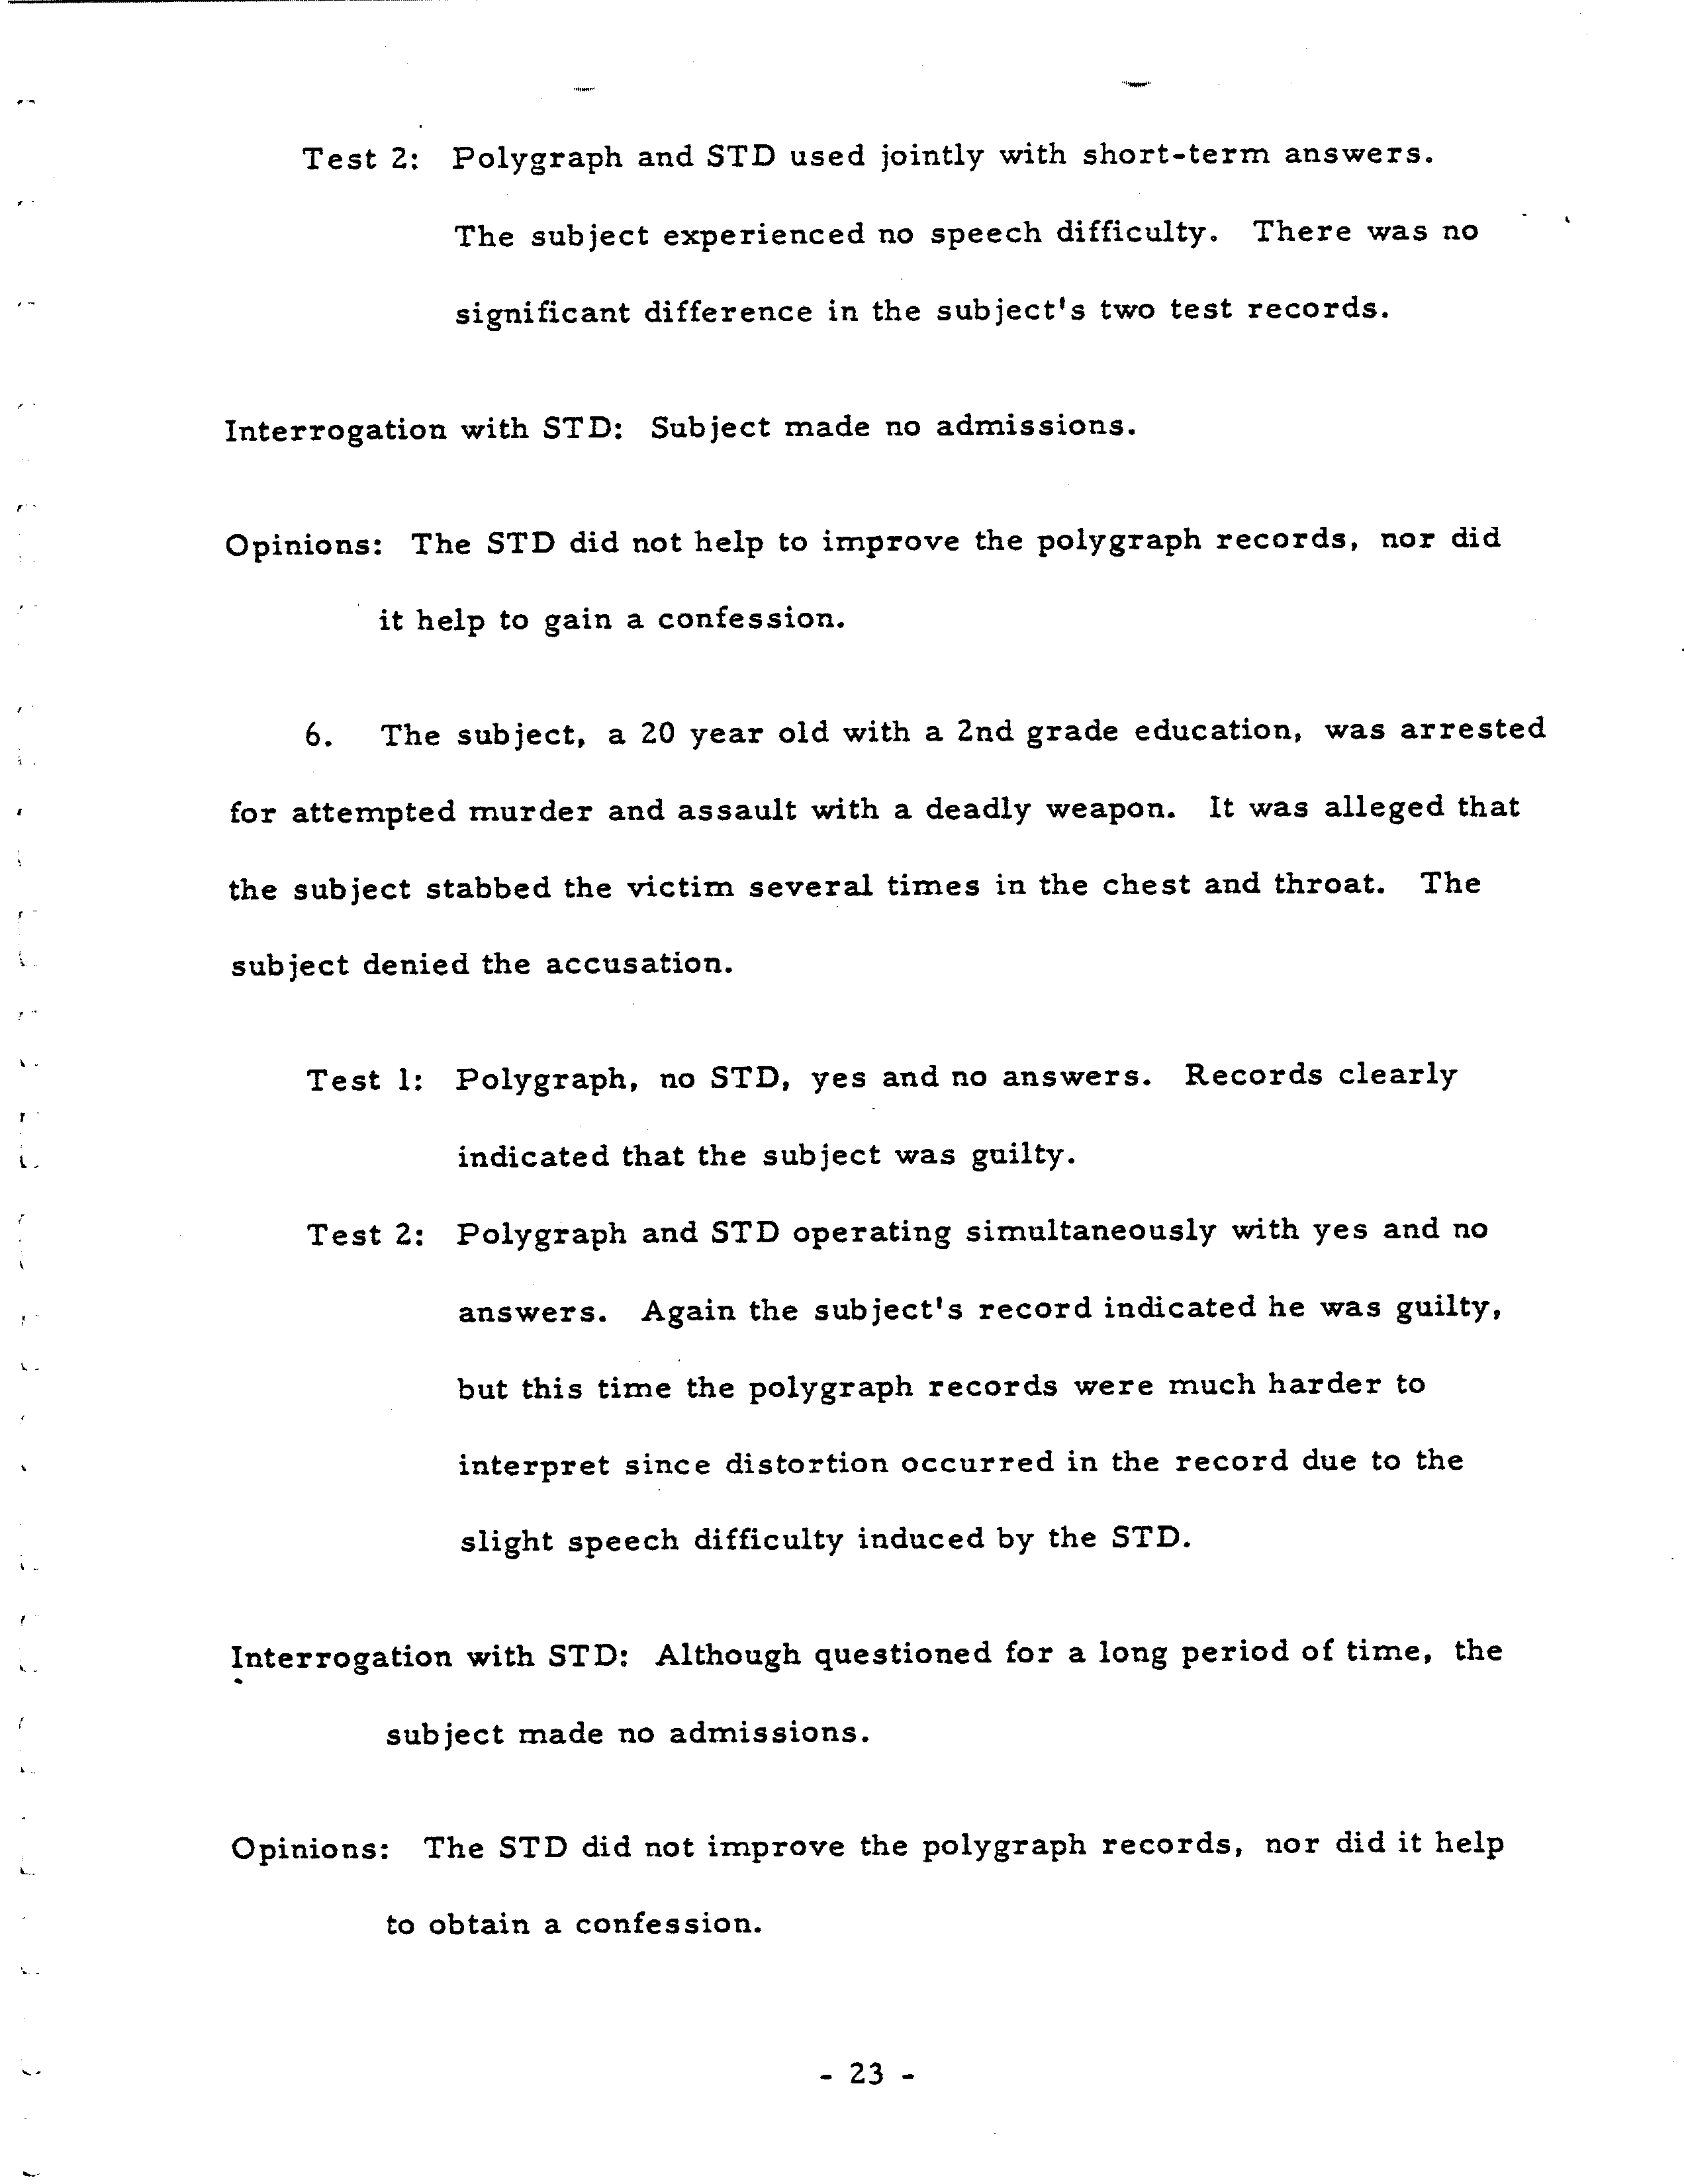 Test 2: Polygraph and STD used jointly with short-term answers.
The subject experienced no speech difficulty. There was no
significant difference in the subject's two test records.
Interrogation with STD: Subject made no admissions.
Opinions: The STD did not help to improve the polygraph records, nor did
it help to gain a confession.
6. The subject, a 20 year old with a 2nd grade education, was arrested
for attempted murder and assault with a deadly weapon. It was alleged that
the subject stabbed the victim several times in the chest and throat. The
subject denied the accusation.
Test 1: Polygraph, no STD, yes and no answers. Records clearly
indicated that the subject was guilty.
Test 2: Polygraph and STD operating simultaneously with yes and no
answers. Again the subject's record indicated he was guilty,
but this time the polygraph records were much harder to
interpret since distortion occurred in the record due to the
slight speech difficulty induced by the STD.
Interrogation with STD: Although questioned for a long period of time, the
subject made no admissions.
Opinions: The STD did not improve the polygraph records, nor did it help
to obtain a confession.
- 23 -